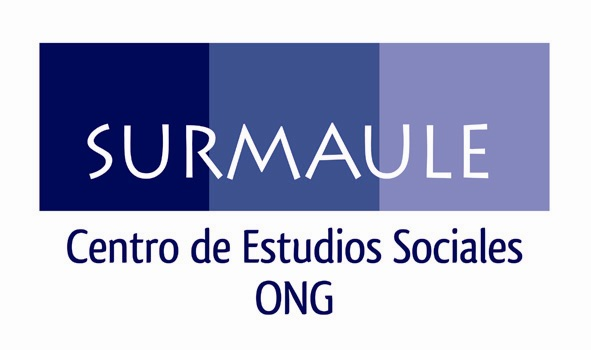 SURMAULE
Centro de Estudios Sociales
ONG